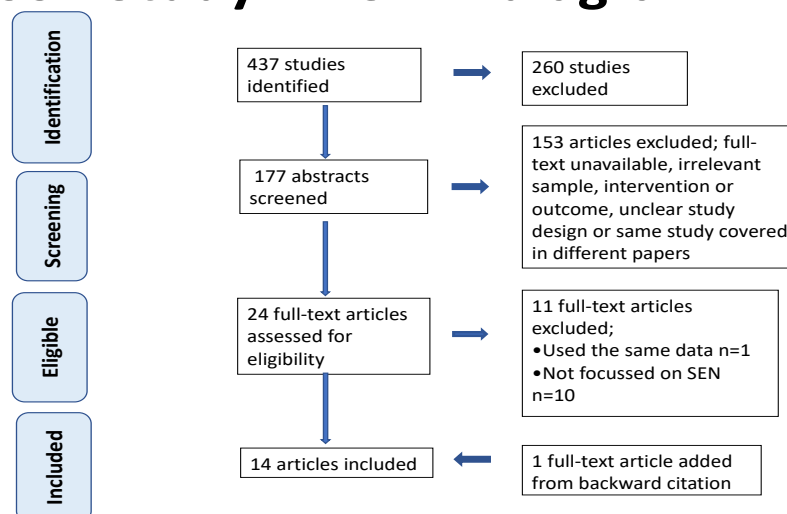 Identification
437 studies
identified
260 studies
excluded
Screening
177 abstracts
screened
153 articles excluded; full-
text unavailable, irrelevant
sample, intervention or
outcome, unclear study
design or same study covered
in different papers
Eligible
24 full-text articles
assessed for
eligibility
11 full-text articles
excluded;
•Used the same data n=1
•Not focussed on SEN
n=10
Included
14 articles included
1 full-text article added
from backward citation